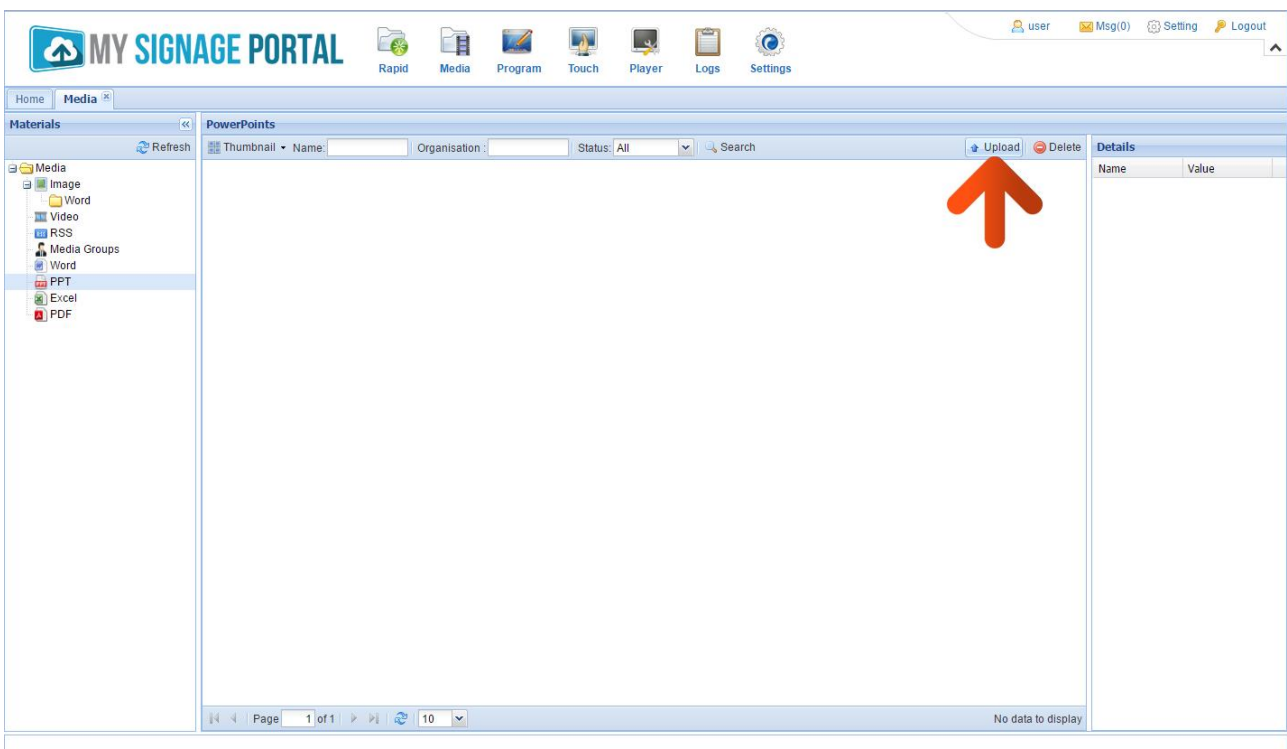 user Msg(0) Setting Logout
MY SIGNAGE PORTAL
Rapid Media Program Touch Player Logs Settings
Home Media
Materials
Refresh
Media
Image
Word
Video
RSS
Media Groups
Word
PPT
Excel
PDF
PowerPoints
Thumbnail Name: Organisation : Status: All Search Upload Delete
Details
Name Value
Page 1 of 1 10 No data to display